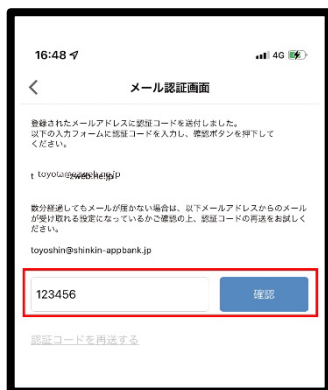 16:48
4G
メール認証画面
登録されたメールアドレスに認証コードを送付しました。
以下の入力フォームに認証コードを入力し、確認ボタンを押下して
ください。
数分経過してもメールが届かない場合は、以下メールアドレスからのメール
が受け取れる設定になっているかご確認の上、認証コードの再送をお試しく
ださい。
toyoshin@shinkin-appbank.jp
123456
確認
認証コードを再送する